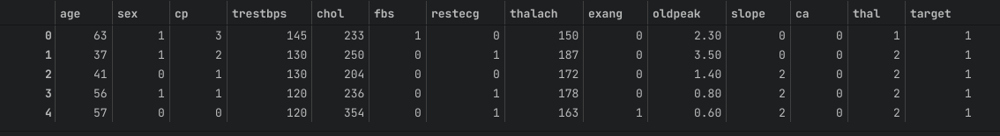 age sex cp trestbps chol fbs restecg thalach exang oldpeak slope ca thal target
0 63 1 3 145 233 1 0 150 0 2.30 0 0 1 1
1 37 1 2 130 250 0 1 187 0 3.50 0 0 2 1
2 41 0 1 130 204 0 0 172 0 1.40 2 0 2 1
3 56 1 1 120 236 0 1 178 0 0.80 2 0 2 1
4 57 0 0 120 354 0 1 163 1 0.60 2 0 2 1